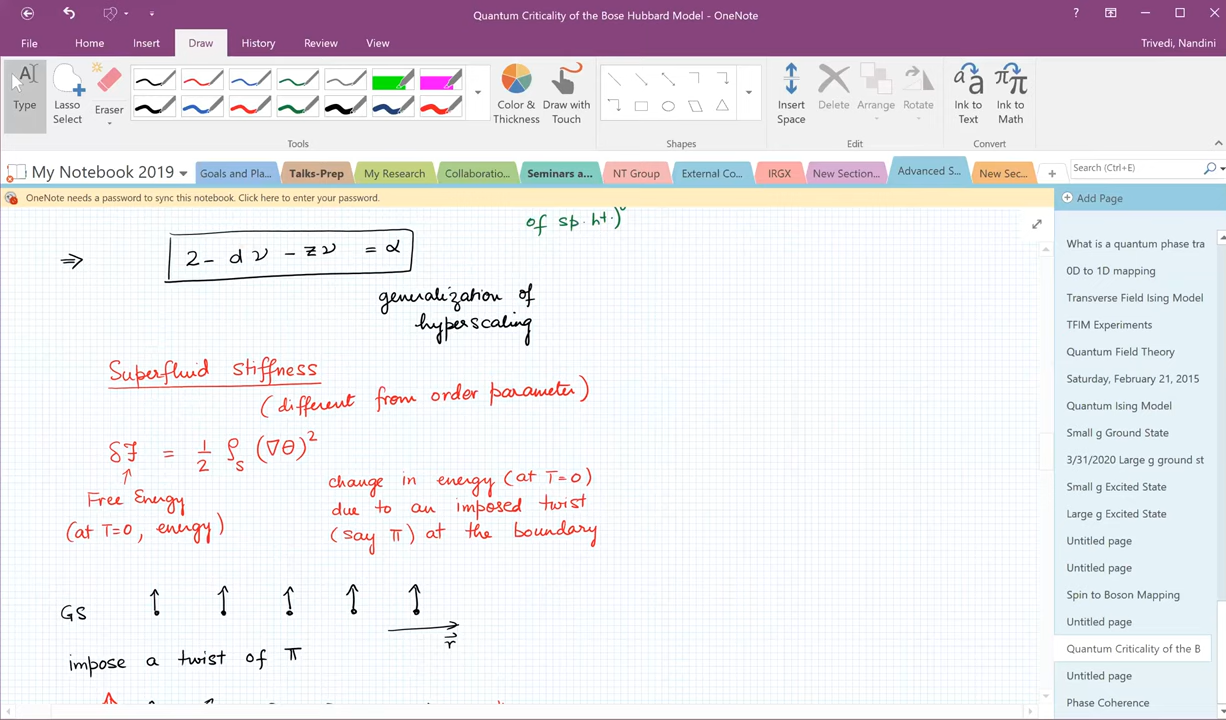 Quantum Criticality of the Bose Hubbard Model - OneNote
?
File Home Insert Draw History Review View
Trivedi, Nandini
Type
Lasso Select
Eraser
Color & Thickness
Draw with Touch
Insert Space
Delete
Arrange
Rotate
Ink to Text
Ink to Math
Tools
Shapes
Edit
Convert
My Notebook 2019
Goals and Pla...
Talks-Prep
My Research
Collaboratio...
Seminars a...
NT Group
External Co...
IRGX
New Section...
Advanced S...
New Sec...
+
Search (Ctrl+E)
OneNote needs a password to sync this notebook. Click here to enter your password.
of sp. ht.)
⇒ 2 - dν - zν = α
generalization of
hyperscaling
Superfluid stiffness
(different from order parameter)
δF = 1/2 ρs (∇θ)²
Free Energy
(at T=0, energy)
change in energy (at T=0)
due to an imposed twist
(say π) at the boundary
GS
r
impose a twist of π
Add Page
What is a quantum phase tra
0D to 1D mapping
Transverse Field Ising Model
TFIM Experiments
Quantum Field Theory
Saturday, February 21, 2015
Quantum Ising Model
Small g Ground State
3/31/2020 Large g ground st
Small g Excited State
Large g Excited State
Untitled page
Untitled page
Spin to Boson Mapping
Untitled page
Quantum Criticality of the B
Untitled page
Phase Coherence